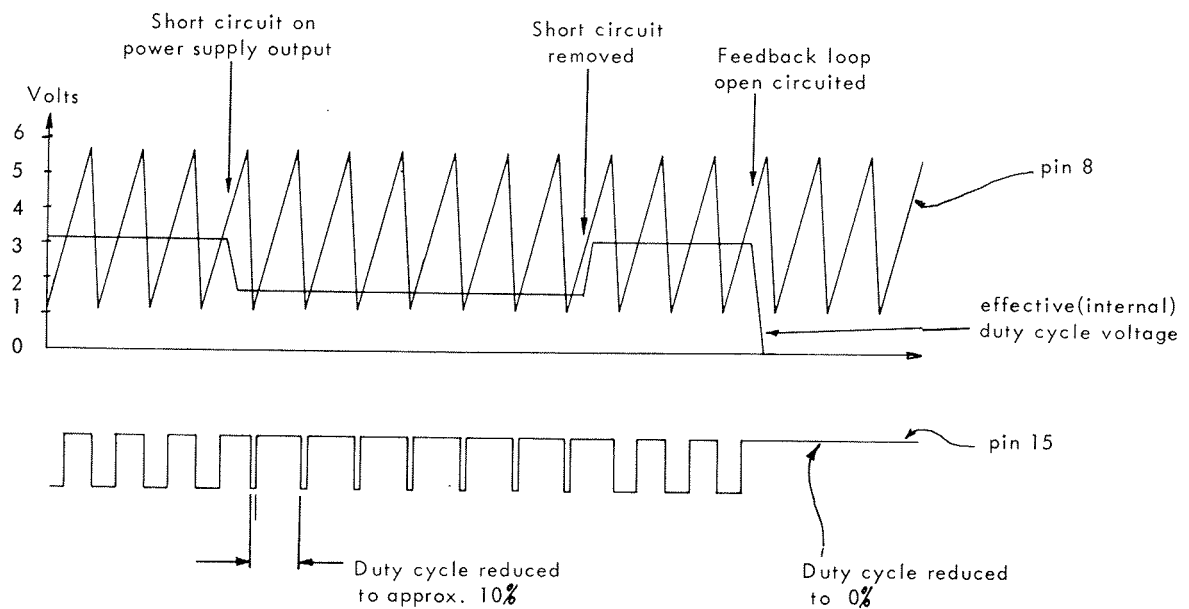 Short circuit on
power supply output
Short circuit
removed
Feedback loop
open circuited
Volts
6
5
4
3
2
1
0
pin 8
effective(internal)
duty cycle voltage
pin 15
Duty cycle reduced
to approx. 10%
Duty cycle reduced
to 0%